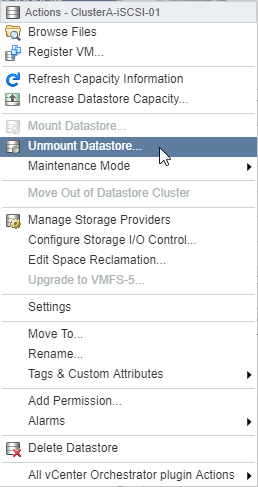 Actions - ClusterA-iSCSI-01
Browse Files
Register VM...
Refresh Capacity Information
Increase Datastore Capacity...
Mount Datastore...
Unmount Datastore...
Maintenance Mode
Move Out of Datastore Cluster
Manage Storage Providers
Configure Storage I/O Control...
Edit Space Reclamation...
Upgrade to VMFS-5...
Settings
Move To...
Rename...
Tags & Custom Attributes
Add Permission...
Alarms
Delete Datastore
All vCenter Orchestrator plugin Actions